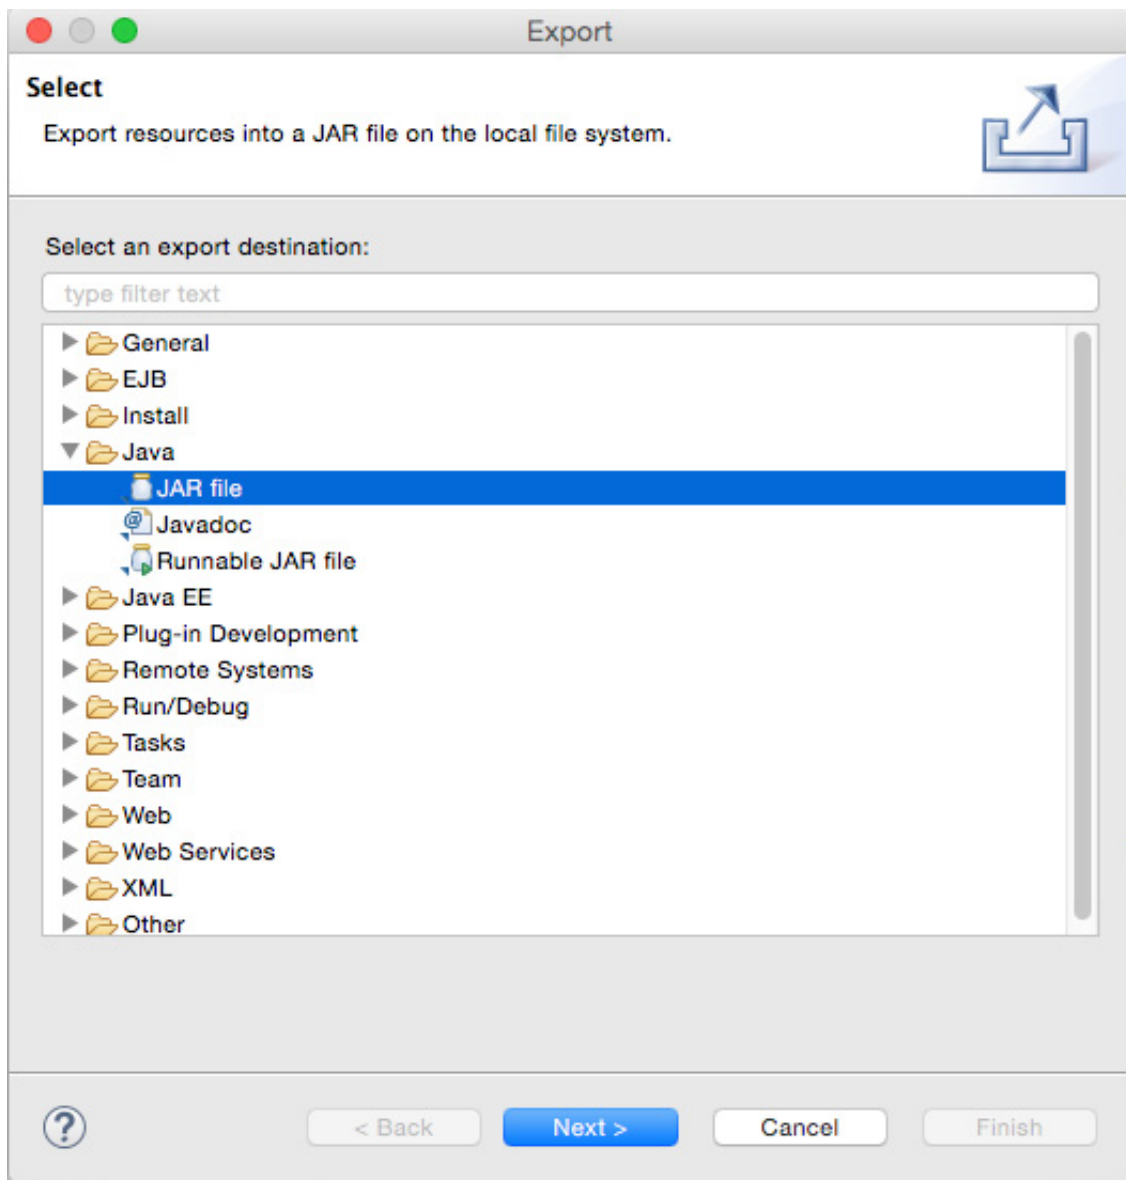 Export
Select
Export resources into a JAR file on the local file system.
Select an export destination:
type filter text
General
EJB
Install
Java
JAR file
Javadoc
Runnable JAR file
Java EE
Plug-in Development
Remote Systems
Run/Debug
Tasks
Team
Web
Web Services
XML
Other
? < Back Next > Cancel Finish